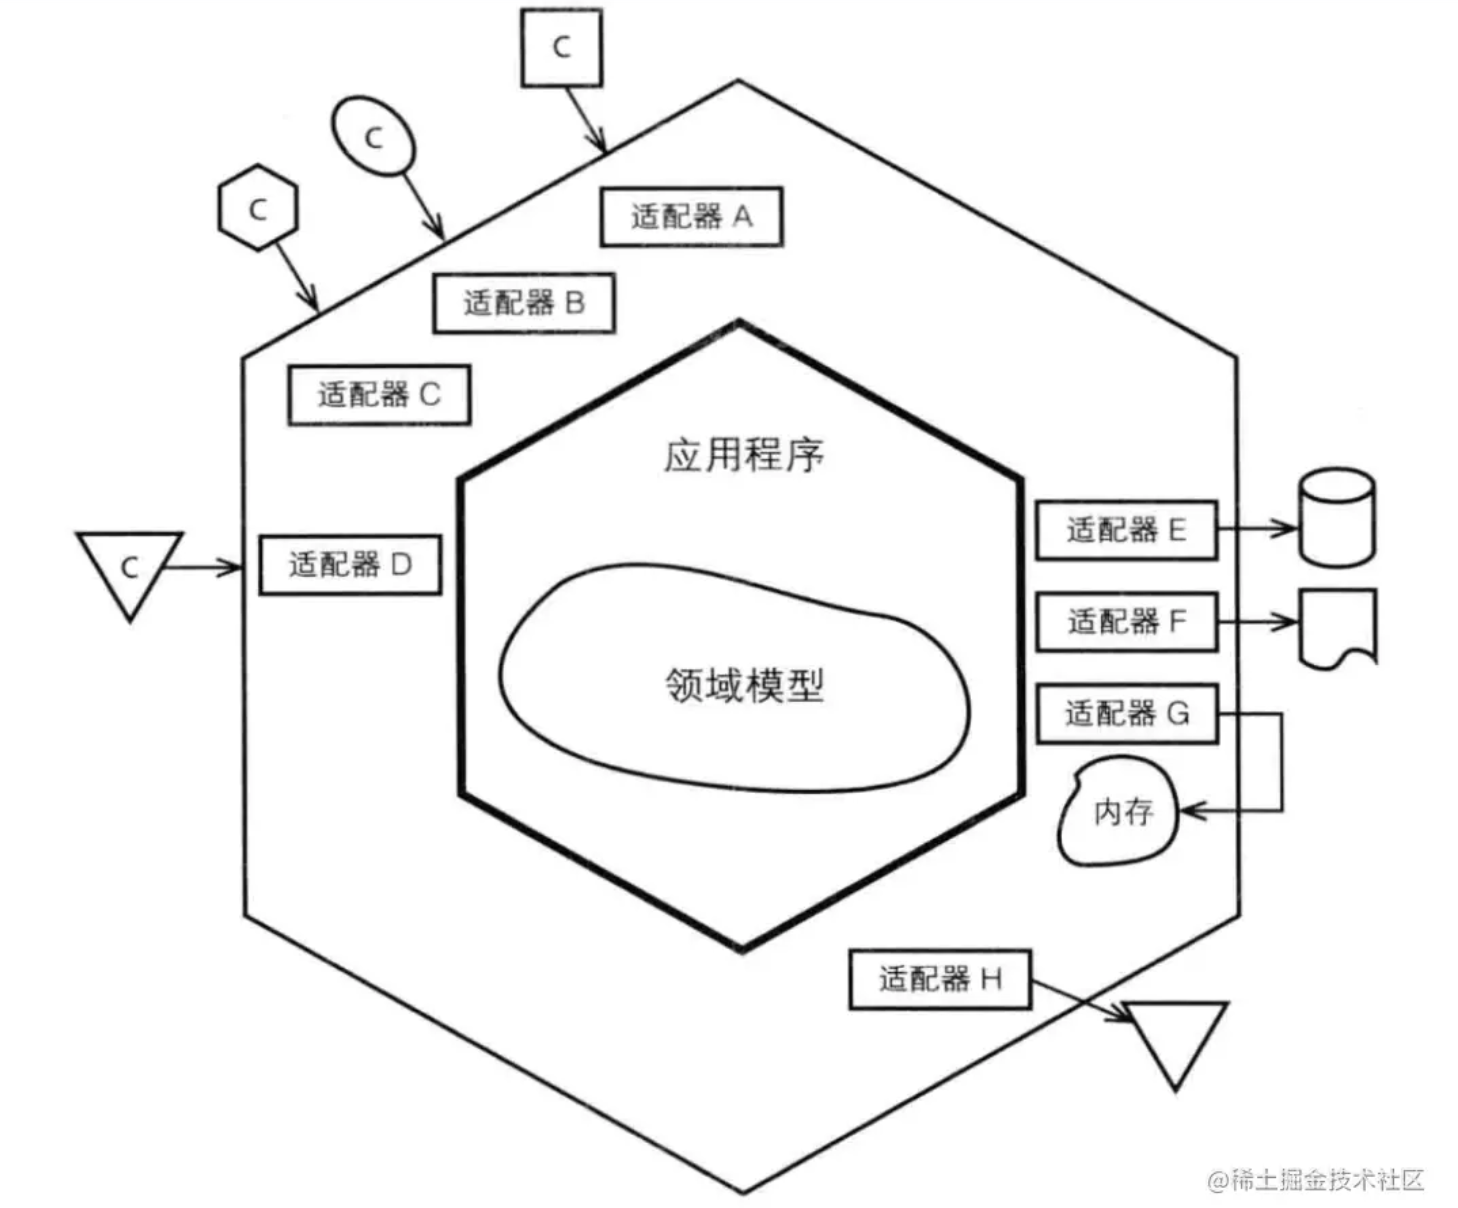 C
C
C
适配器 A
适配器 B
适配器 C
应用程序
适配器 E
C
适配器 D
适配器 F
领域模型
适配器 G
内存
适配器 H
@稀土掘金技术社区